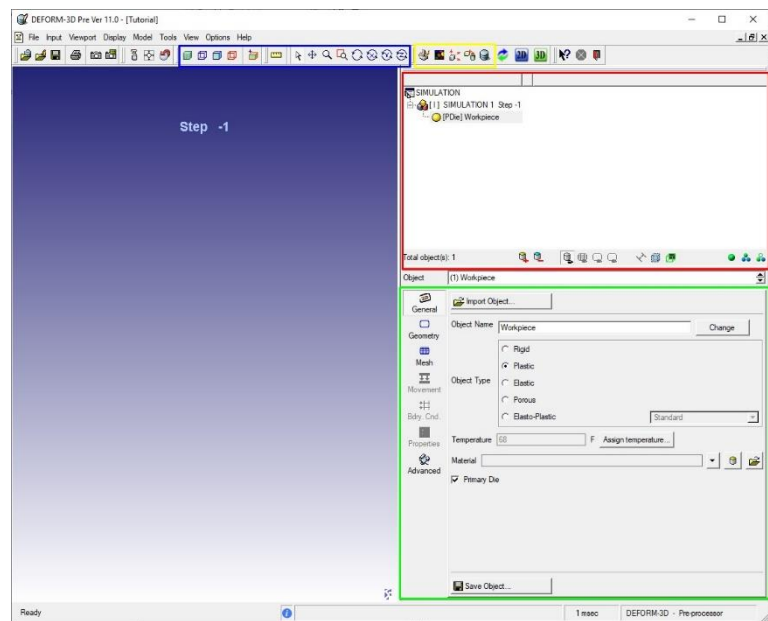 DEFORM-3D Pre Ver 11.0 - [Tutorial]
File Input Viewport Display Model Tools View Options Help
2D 3D
Step -1
SIMULATION
[1] SIMULATION 1 Step -1
[PDie] Workpiece
Total object(s): 1
Object (1) Workpiece
General
Import Object...
Geometry
Object Name Workpiece Change
Mesh
Rigid
Plastic
Movement
Object Type Elastic
Porous
Bdry. Cnd.
Elasto-Plastic Standard
Properties
Temperature 68 F Assign temperature...
Advanced
Material
Primary Die
Save Object...
Ready 1 msec DEFORM-3D - Pre-processor